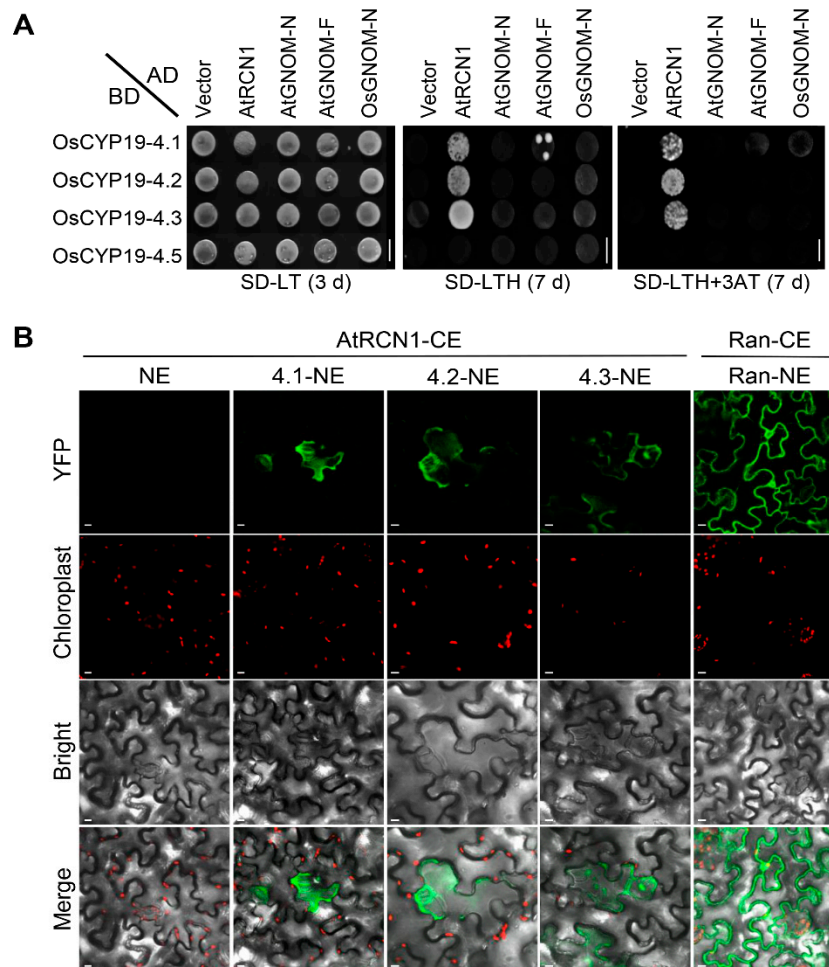 A
AD
BD
Vector
AtRCN1
AtGNOM-N
AtGNOM-F
OsGNOM-N
Vector
AtRCN1
AtGNOM-N
AtGNOM-F
OsGNOM-N
Vector
AtRCN1
AtGNOM-N
AtGNOM-F
OsGNOM-N
OsCYP19-4.1
OsCYP19-4.2
OsCYP19-4.3
OsCYP19-4.5
SD-LT (3 d)
SD-LTH (7 d)
SD-LTH+3AT (7 d)
B
AtRCN1-CE
Ran-CE
NE
4.1-NE
4.2-NE
4.3-NE
Ran-NE
YFP
Chloroplast
Bright
Merge